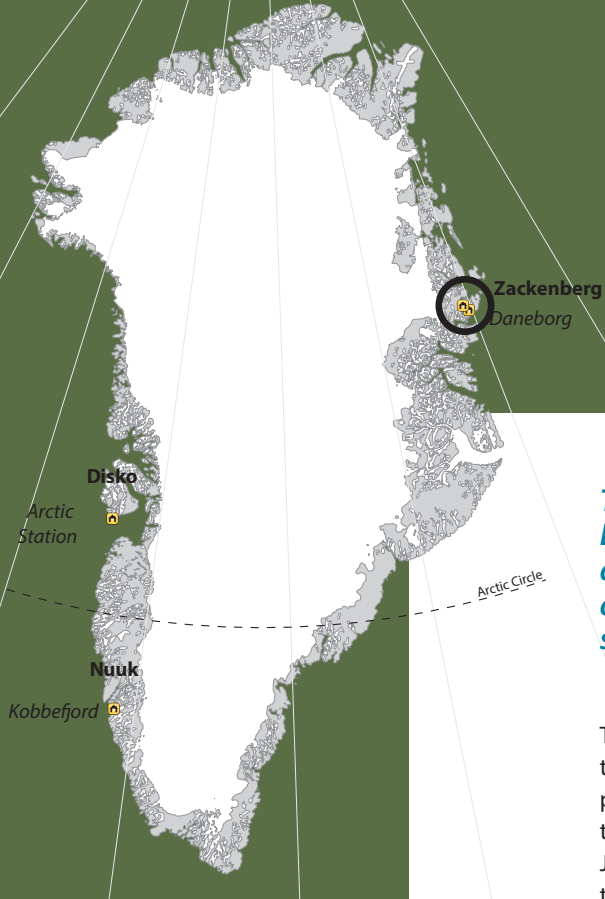 Zackenberg
Daneborg
Disko
Arctic
Station
Arctic Circle
Nuuk
Kobbefjord